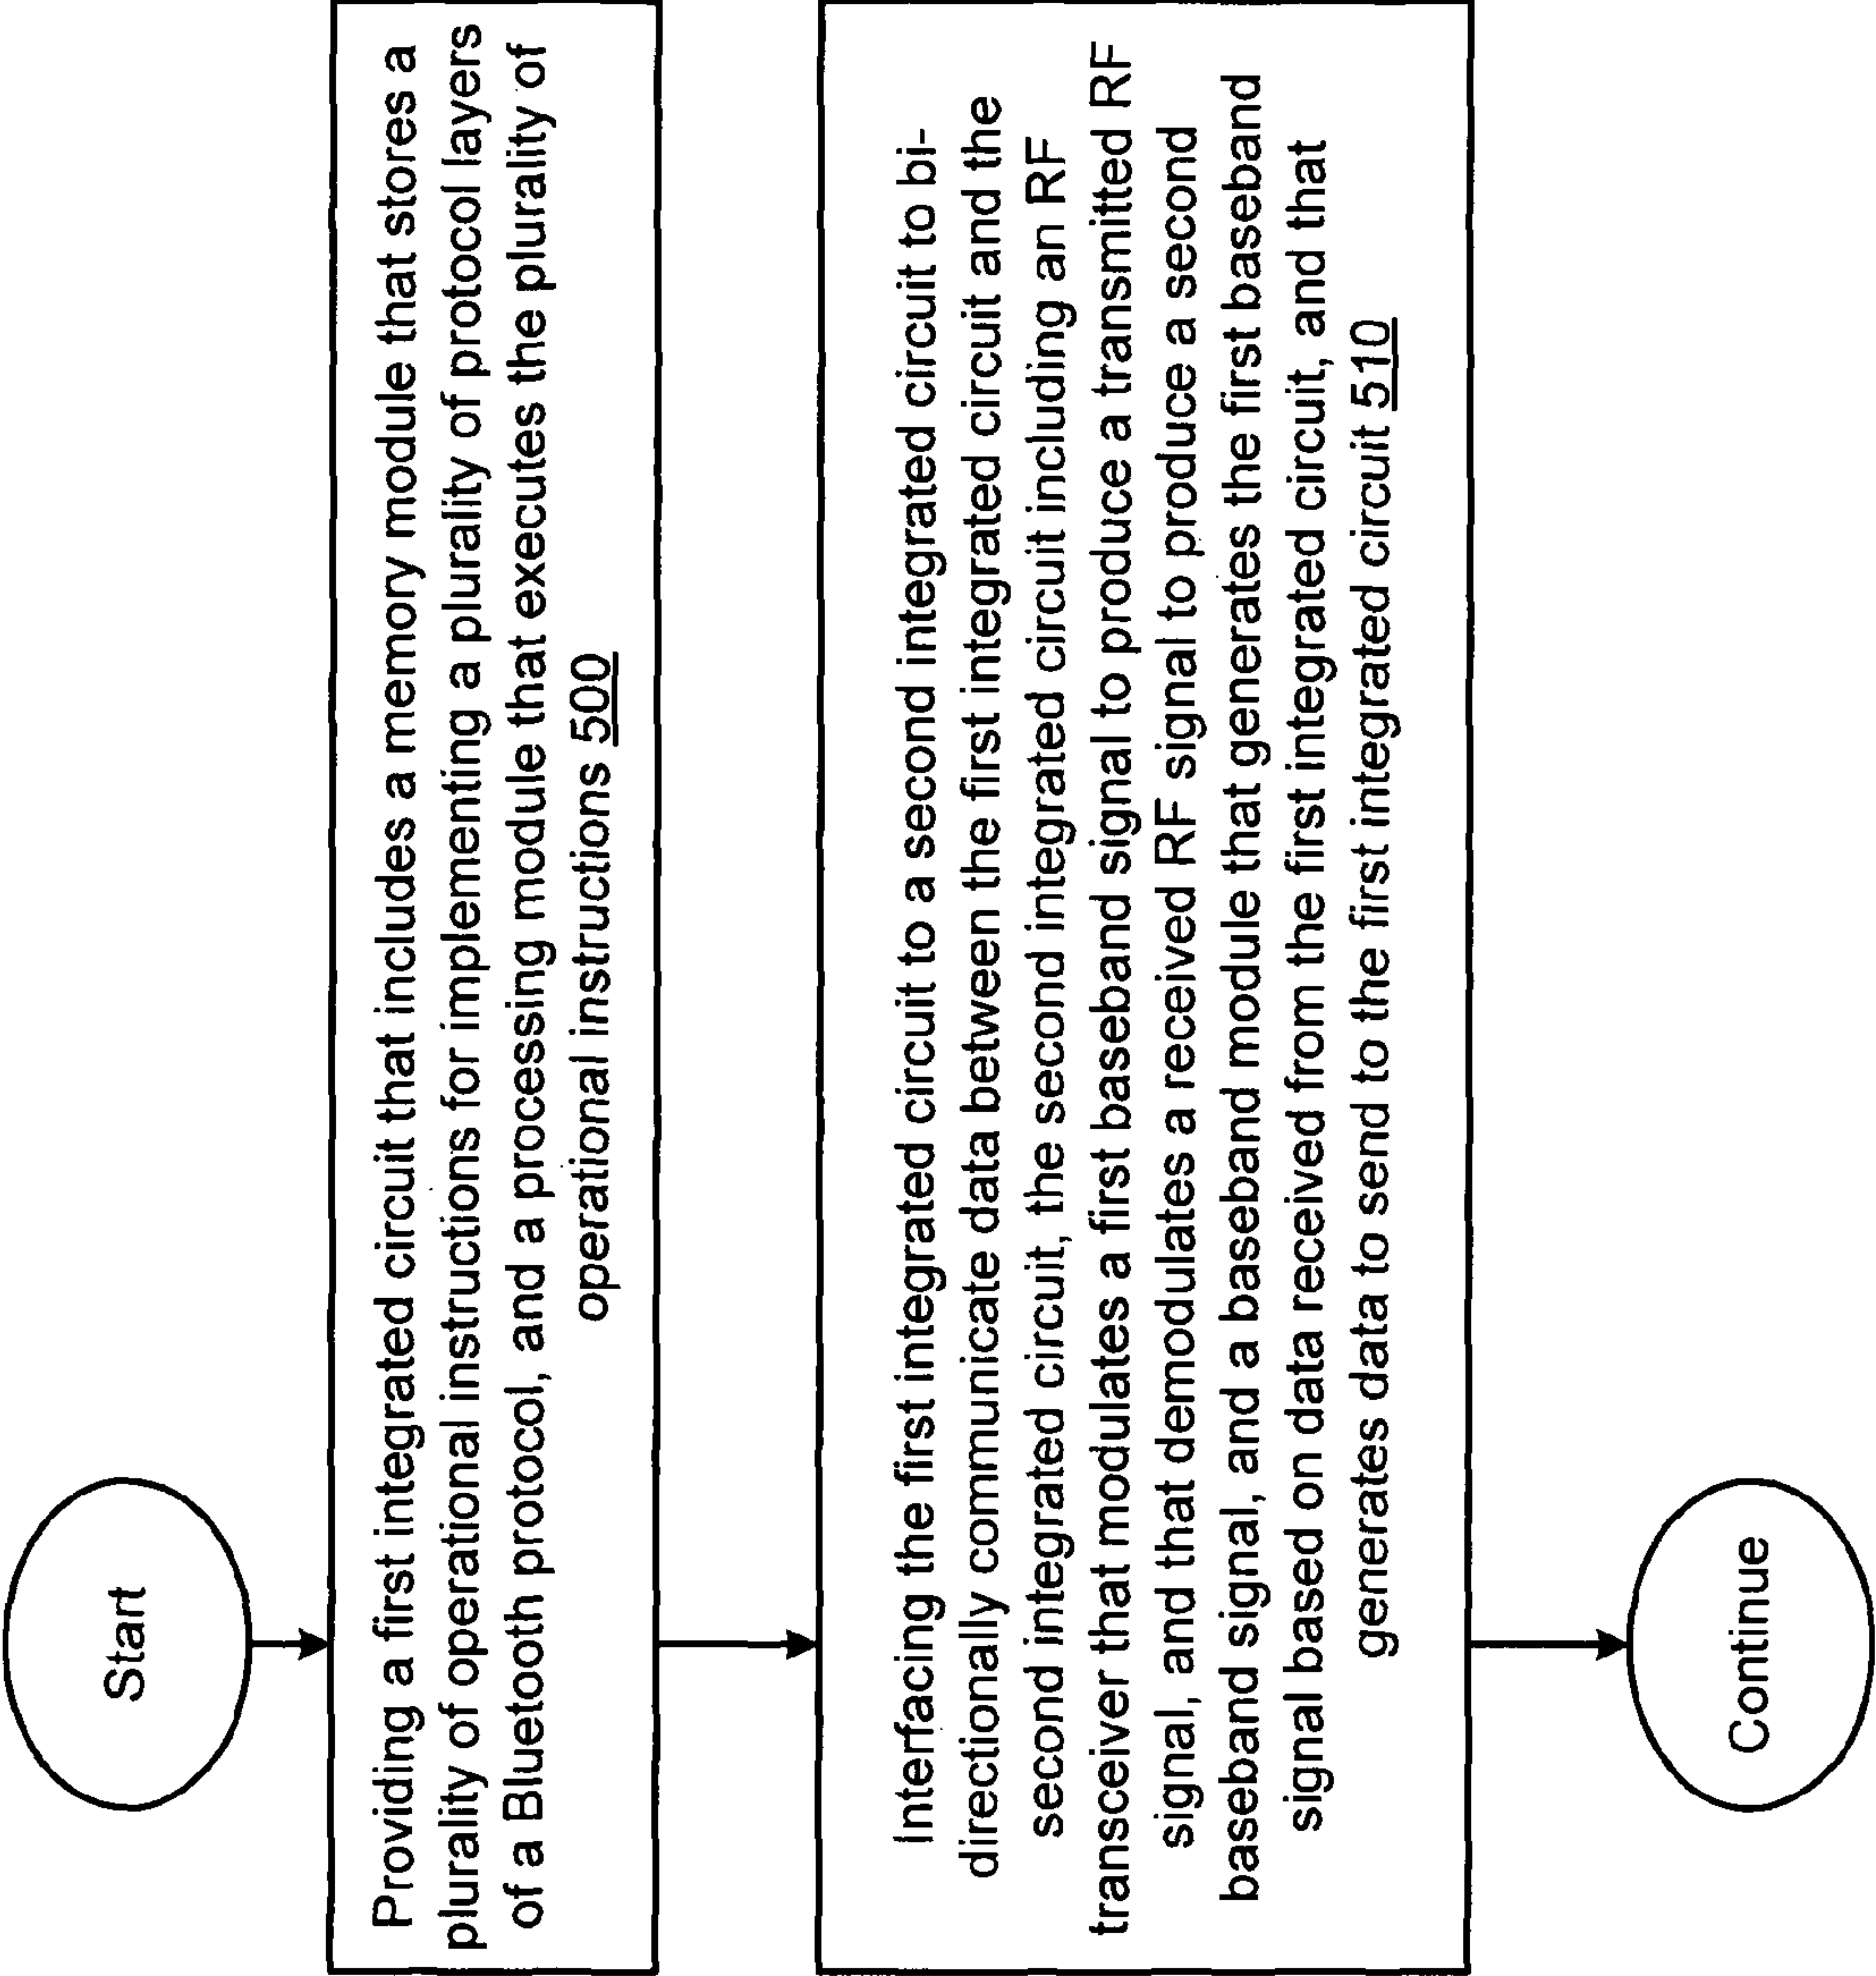 Start
Providing a first integrated circuit that includes a memory module that stores a
plurality of operational instructions for implementing a plurality of protocol layers
of a Bluetooth protocol, and a processing module that executes the plurality of
operational instructions 500
Interfacing the first integrated circuit to a second integrated circuit to bi-
directionally communicate data between the first integrated circuit and the
second integrated circuit, the second integrated circuit including an RF
transceiver that modulates a first baseband signal to produce a transmitted RF
signal, and that demodulates a received RF signal to produce a second
baseband signal, and a baseband module that generates the first baseband
signal based on data received from the first integrated circuit, and that
generates data to send to the first integrated circuit 510
Continue